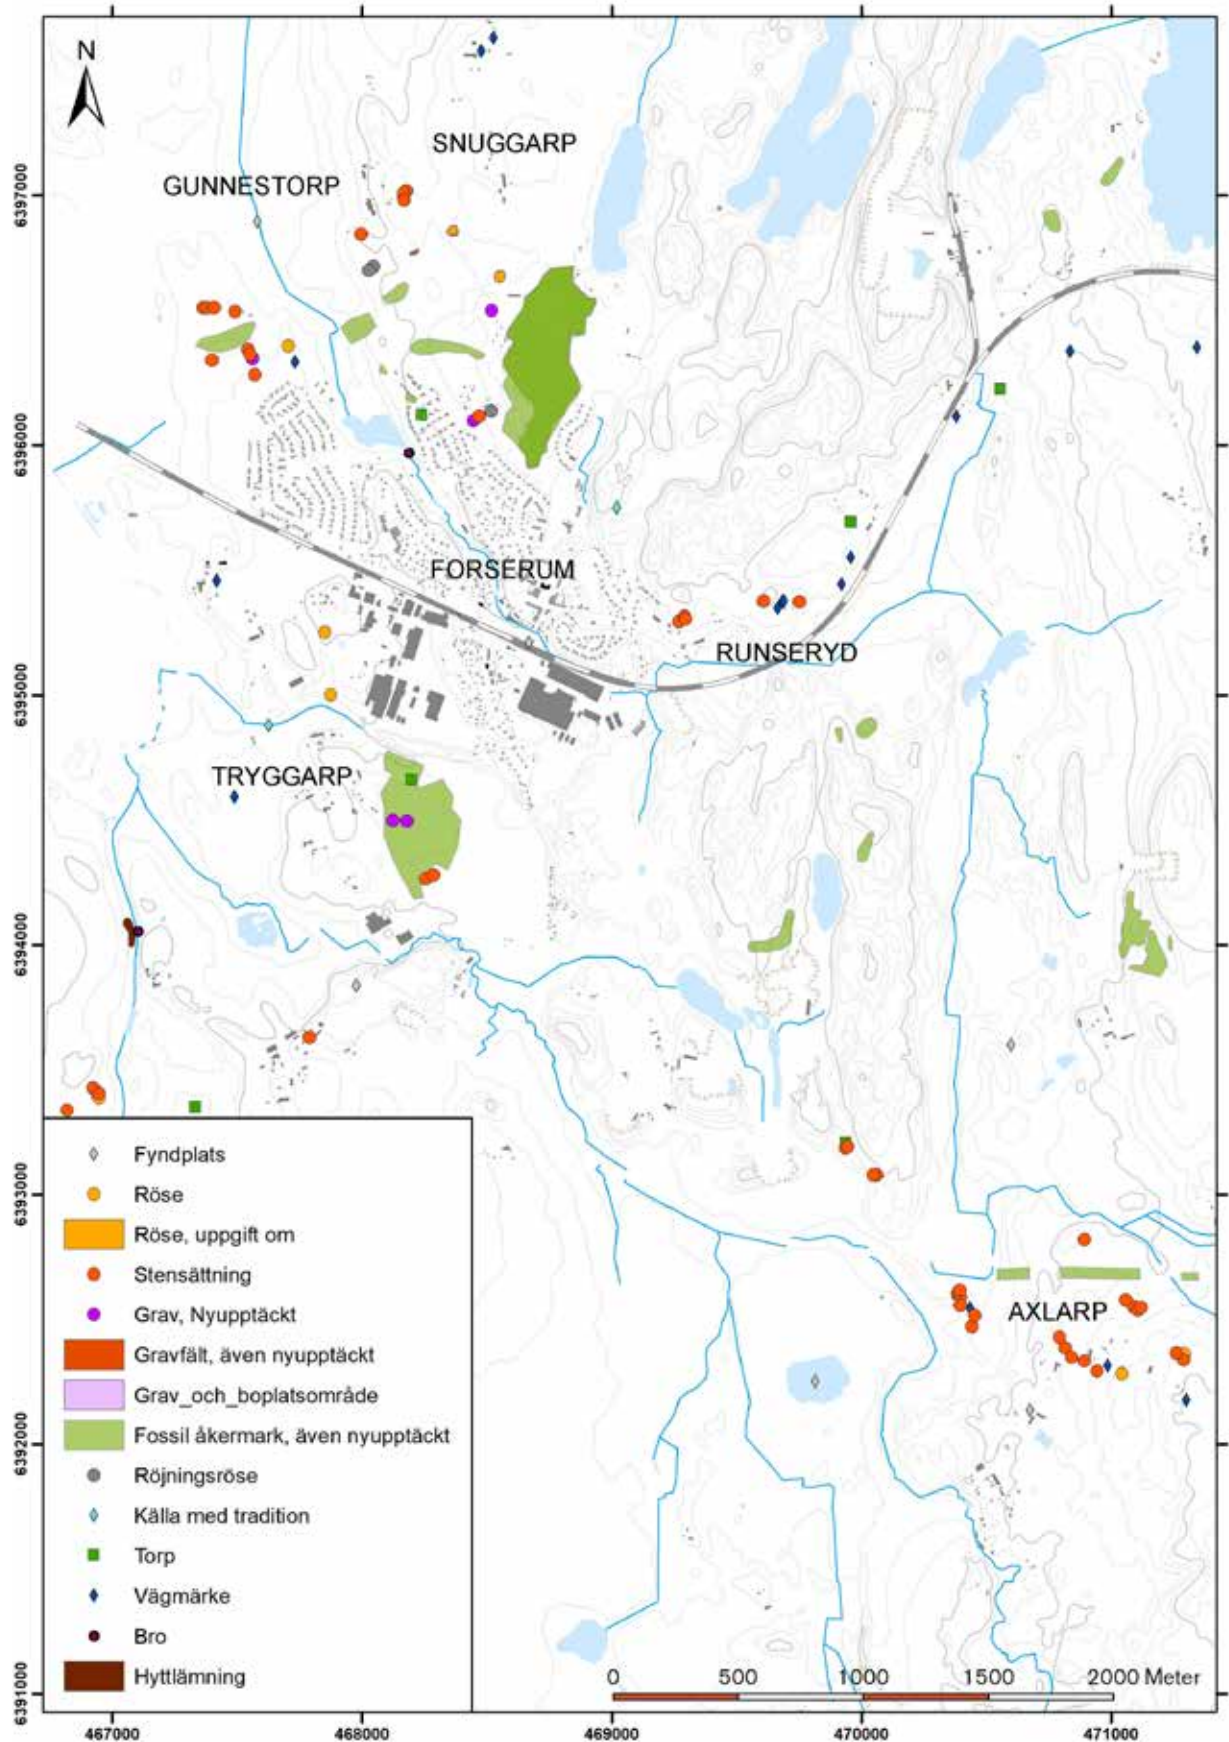 N
SNUGGARP
GUNNESTORP
FORSERUM
RUNSERYD
TRYGGARP
AXLARP
6397000
6396000
6395000
6394000
6393000
6392000
6391000
Fyndplats
Röse
Röse, uppgift om
Stensättning
Grav, Nyupptäckt
Gravfält, även nyupptäckt
Grav_och_boplatsområde
Fossil åkermark, även nyupptäckt
Röjningsröse
Källa med tradition
Torp
Vägmärke
Bro
Hyttlämning
0 500 1000 1500 2000 Meter
467000 468000 469000 470000 471000